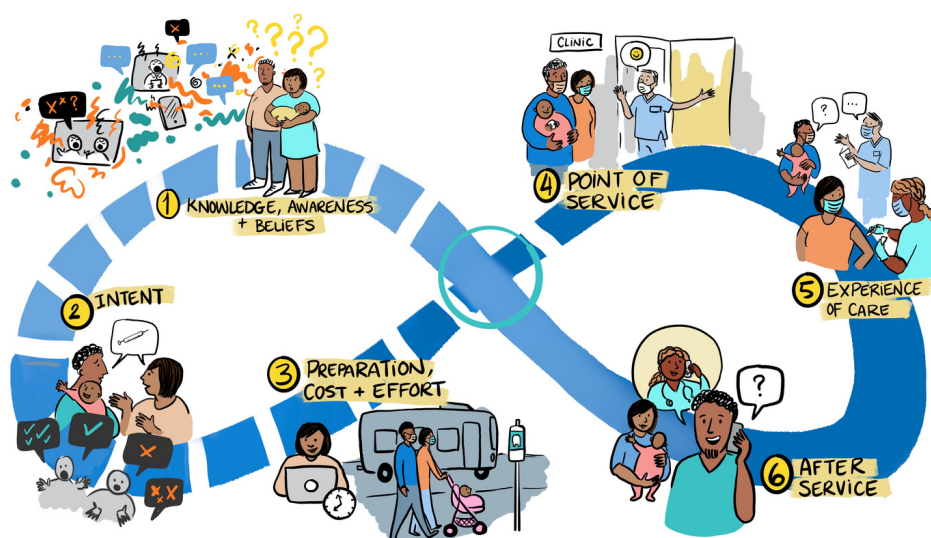 1 KNOWLEDGE, AWARENESS
+ BELIEFS
2 INTENT
3 PREPARATION,
COST + EFFORT
CLINIC
4 POINT OF
SERVICE
5 EXPERIENCE
OF CARE
6 AFTER
SERVICE
X
X X ?
? ? ? ? ? ? ?
X
X X X
? ...
?